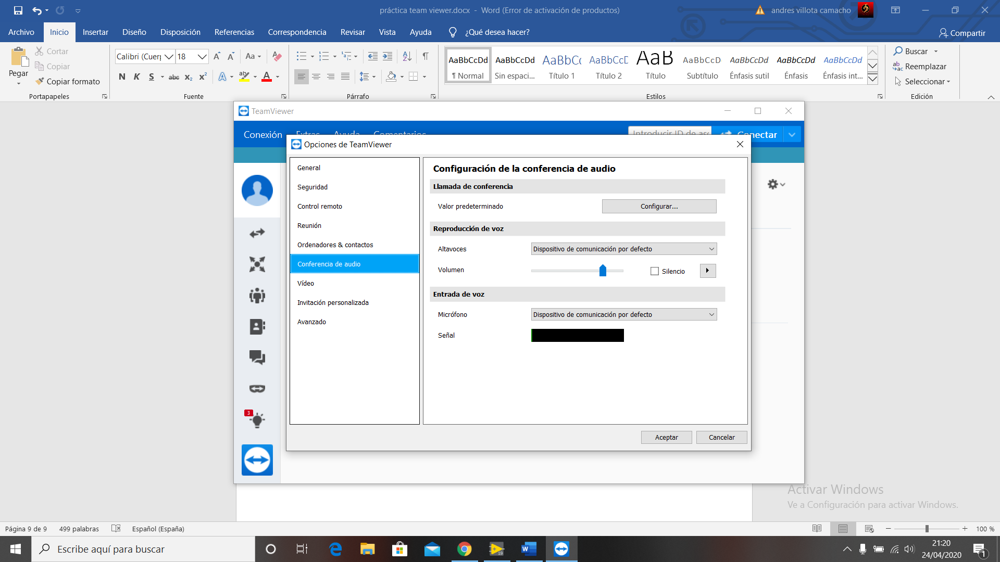 práctica team viewer.docx - Word (Error de activación de productos)
andres villota camacho
Archivo Inicio Insertar Diseño Disposición Referencias Correspondencia Revisar Vista Ayuda ¿Qué desea hacer? Compartir
Pegar
Cortar
Copiar
Copiar formato
Portapapeles
Calibri (Cuerp 18 Aa
N K S abc x₂ x² A ab A
Fuente
Párrafo
AaBbCcDd AaBbCcDd AaBbC( AaBbCcD AaB AaBbCcD AaBbCcDd AaBbCcDd AaBbCcDd
¶ Normal Sin espaci... Título 1 Título 2 Título Subtítulo Énfasis sutil Énfasis Énfasis int...
Estilos
Buscar
Reemplazar
Seleccionar
Edición
TeamViewer
Conexión Extras Ayuda Comentarios Introducir ID de aso Conectar
Opciones de TeamViewer
General
Seguridad
Control remoto
Reunión
Ordenadores & contactos
Conferencia de audio
Vídeo
Invitación personalizada
Avanzado
Configuración de la conferencia de audio
Llamada de conferencia
Valor predeterminado Configurar...
Reproducción de voz
Altavoces Dispositivo de comunicación por defecto
Volumen Silencio
Entrada de voz
Micrófono Dispositivo de comunicación por defecto
Señal
3
Aceptar Cancelar
Activar Windows
Ve a Configuración para activar Windows.
Página 9 de 9 499 palabras Español (España) 100 %
Escribe aquí para buscar
19
21:20
24/04/2020
1